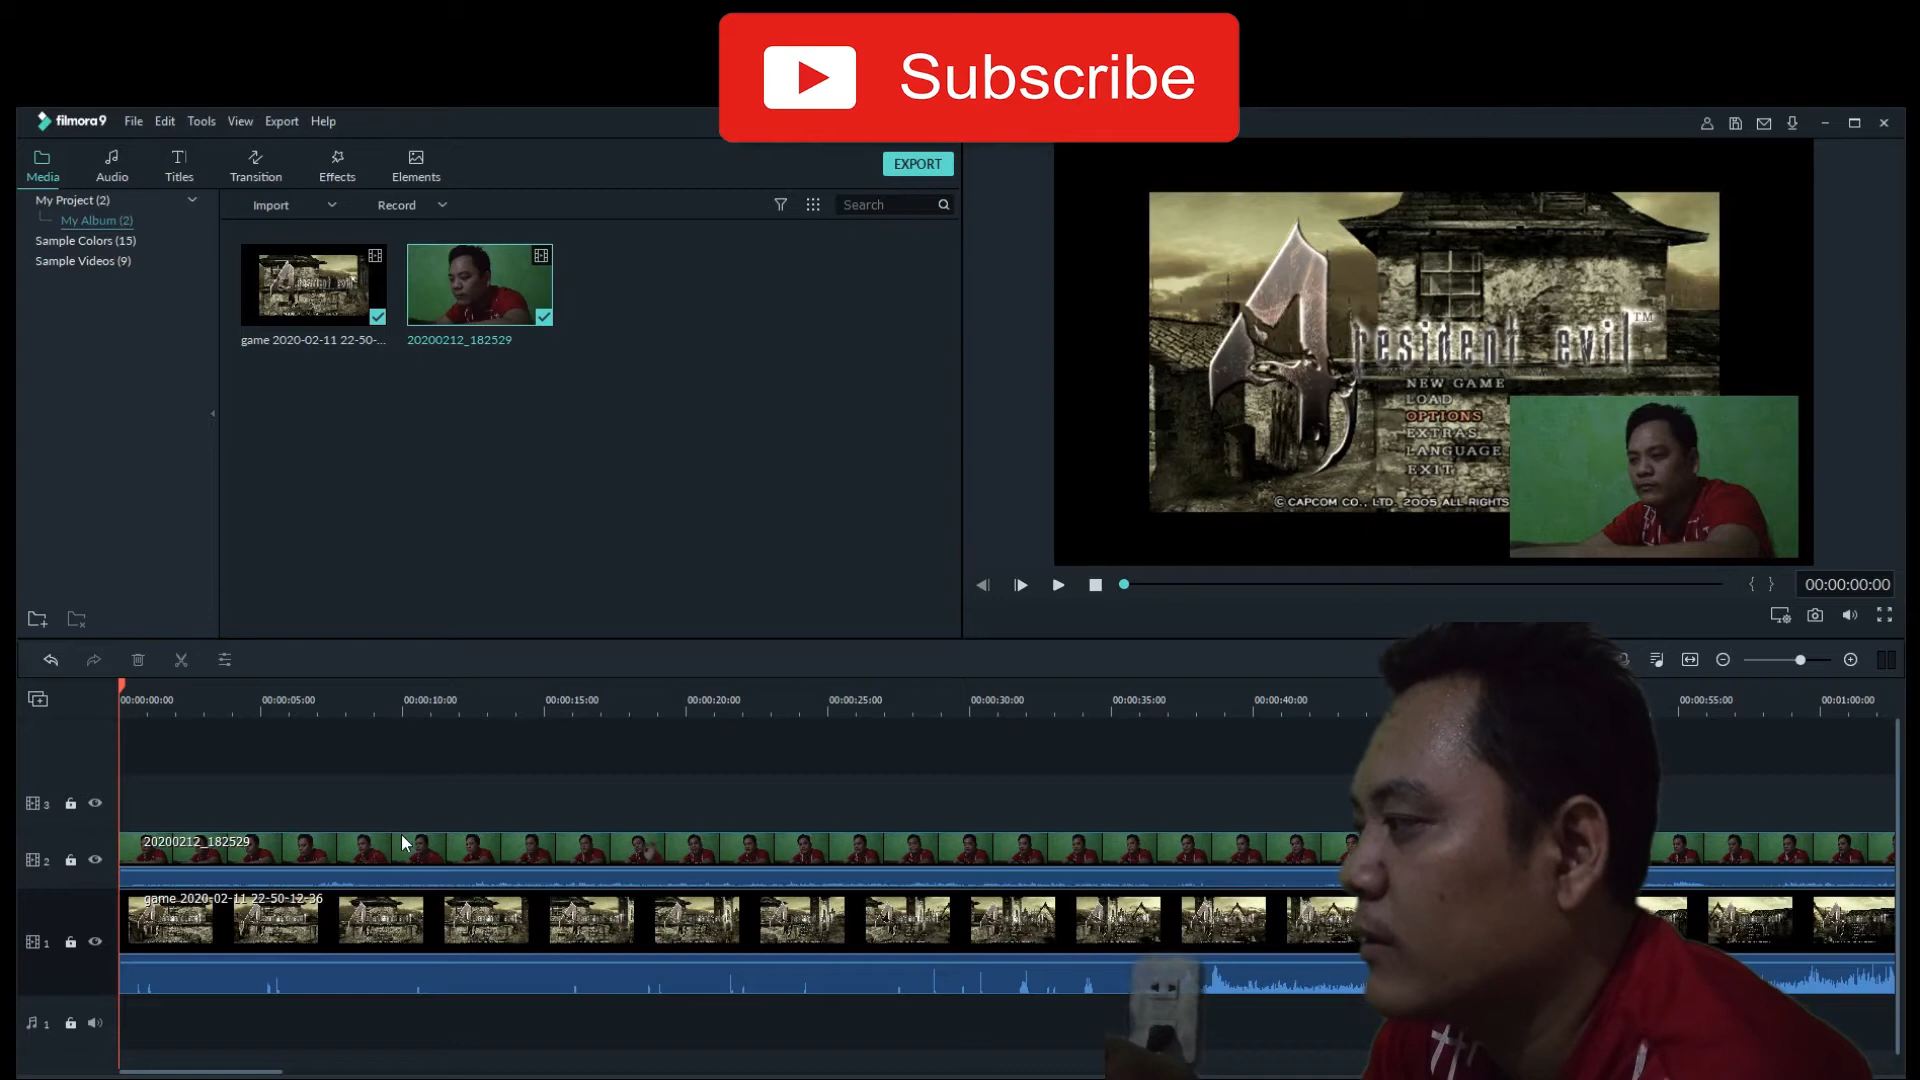 Subscribe
filmora9 File Edit Tools View Export Help
Media Audio Titles Transition Effects Elements EXPORT
My Project (2)
My Album (2)
Sample Colors (15)
Sample Videos (9)
Import Record Search
game 2020-02-11 22-50-... 20200212_182529
resident evil TM
NEW GAME
LOAD
OPTIONS
EXTRAS
LANGUAGE
EXIT
© CAPCOM CO., LTD. 2005 ALL RIGHTS
{ } 00:00:00:00
00:00:00:00 00:00:05:00 00:00:10:00 00:00:15:00 00:00:20:00 00:00:25:00 00:00:30:00 00:00:35:00 00:00:40:00 00:00:55:00 00:01:00:00
3
20200212_182529
2
game 2020-02-11 22-50-12-36
1
1